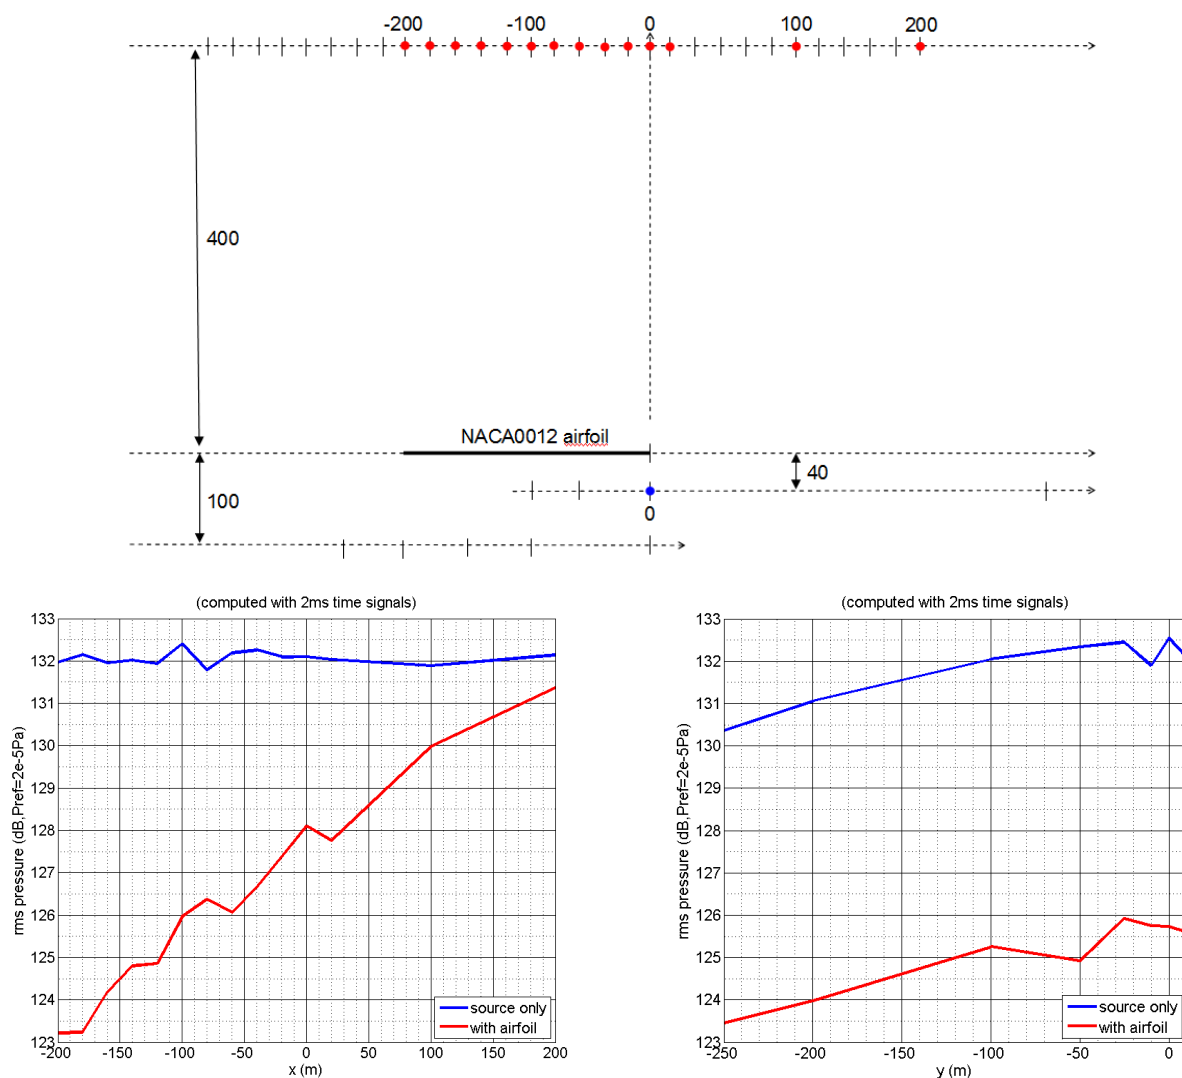 -200 -100 0 100 200
400
NACA0012 airfoil
40
100
0
(computed with 2ms time signals)
133
132
131
130
129
128
127
126
125
124
123
rms pressure (dB,Pref=2e-5Pa)
-200 -150 -100 -50 0 50 100 150 200
x (m)
source only
with airfoil
(computed with 2ms time signals)
133
132
131
130
129
128
127
126
125
124
123
rms pressure (dB,Pref=2e-5Pa)
-250 -200 -150 -100 -50 0
y (m)
source only
with airfoil